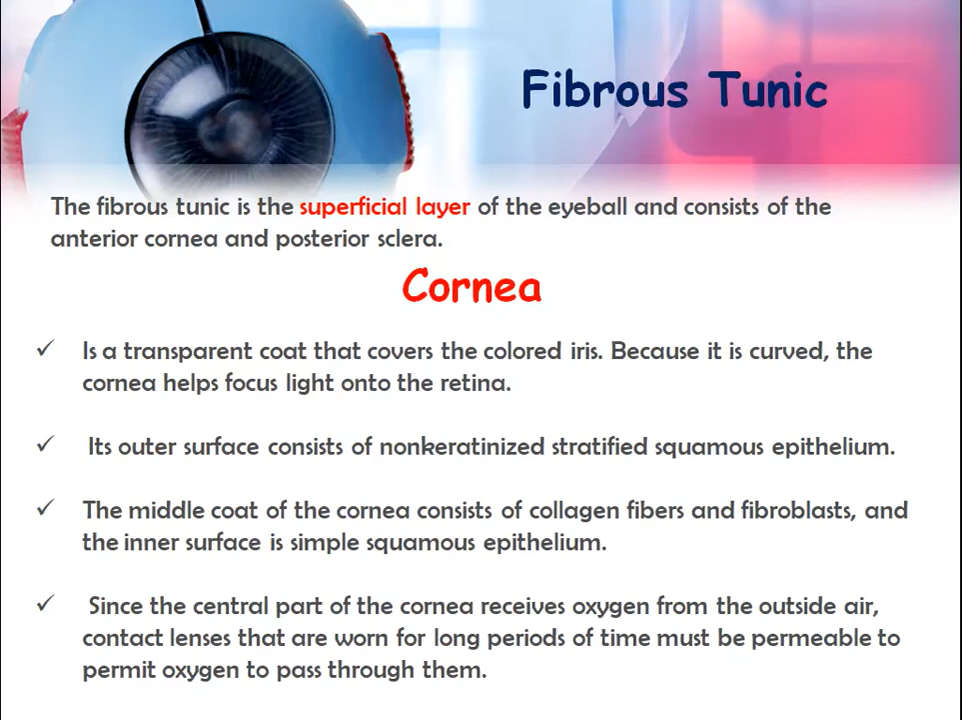 Fibrous Tunic
The fibrous tunic is the superficial layer of the eyeball and consists of the
anterior cornea and posterior sclera.
Cornea
✓ Is a transparent coat that covers the colored iris. Because it is curved, the
cornea helps focus light onto the retina.
✓ Its outer surface consists of nonkeratinized stratified squamous epithelium.
✓ The middle coat of the cornea consists of collagen fibers and fibroblasts, and
the inner surface is simple squamous epithelium.
✓ Since the central part of the cornea receives oxygen from the outside air,
contact lenses that are worn for long periods of time must be permeable to
permit oxygen to pass through them.